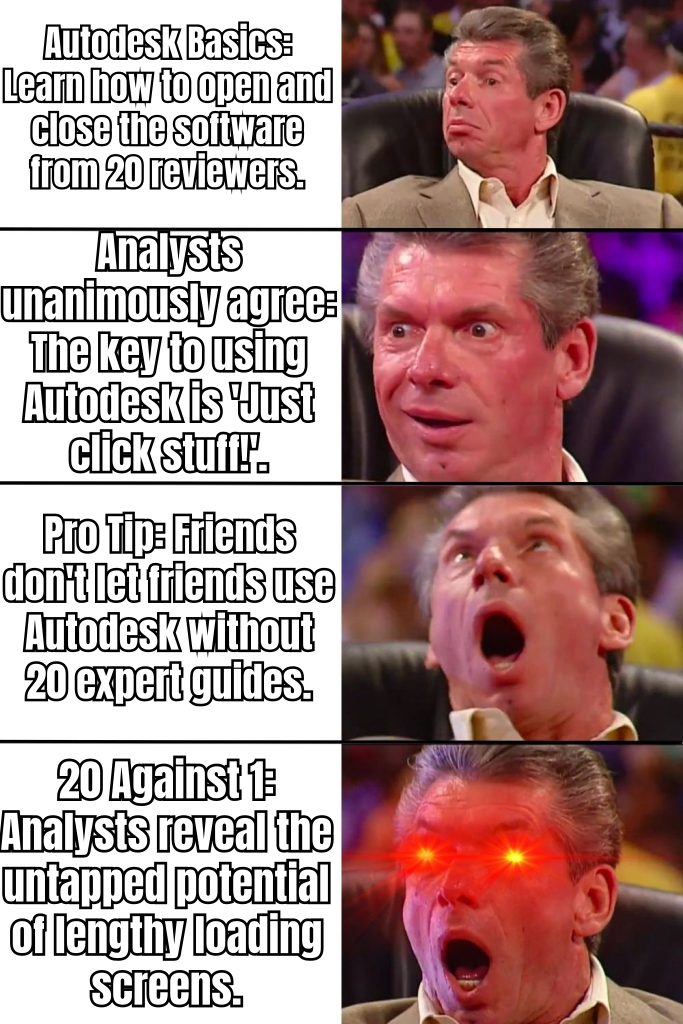 Autodesk Basics:
Learn how to open and
close the software
from 20 reviewers.
Analysts
unanimously agree:
The key to using
Autodesk is 'Just
click stuff!'.
Pro Tip: Friends
don't let friends use
Autodesk without
20 expert guides.
20 Against 1:
Analysts reveal the
untapped potential
of lengthy loading
screens.